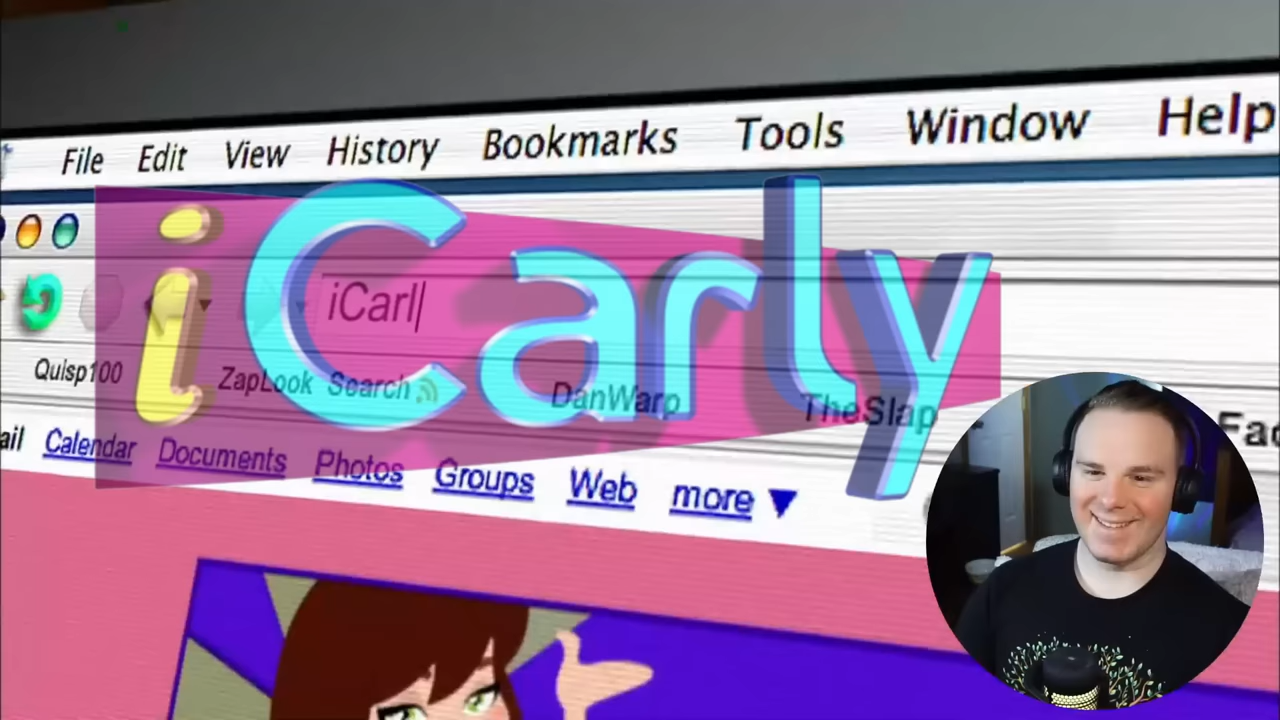 File Edit View History Bookmarks Tools Window Help
iCarly
iCarl
Quisp100 ZapLook Search DanWarp TheSlap
Calendar Documents Photos Groups Web more